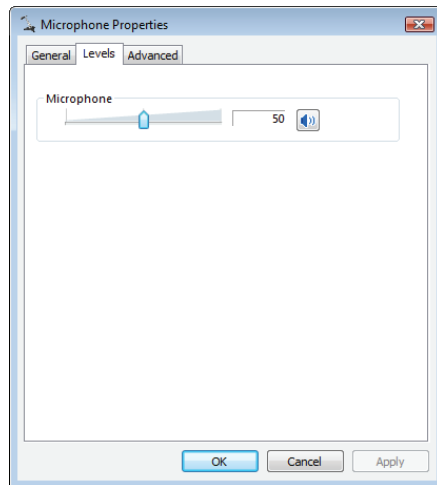 Microphone Properties
General Levels Advanced
Microphone
50
OK Cancel Apply